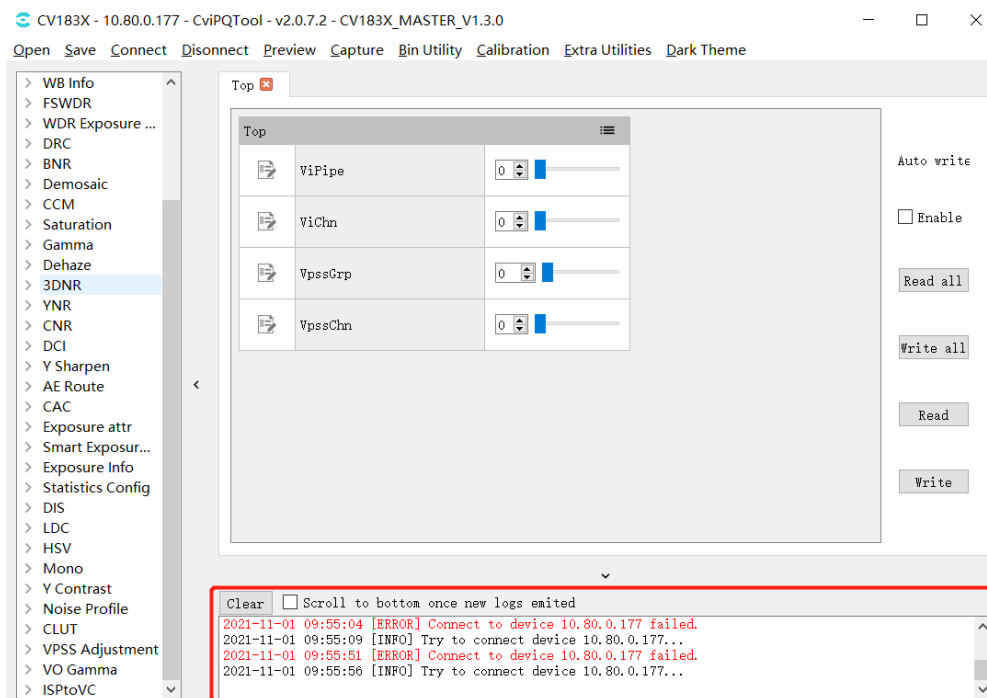 CV183X - 10.80.0.177 - CviPQTool - v2.0.7.2 - CV183X_MASTER_V1.3.0
Open Save Connect Disonnect Preview Capture Bin Utility Calibration Extra Utilities Dark Theme
WB Info
FSWDR
WDR Exposure ...
DRC
BNR
Demosaic
CCM
Saturation
Gamma
Dehaze
3DNR
YNR
CNR
DCI
Y Sharpen
AE Route
CAC
Exposure attr
Smart Exposur...
Exposure Info
Statistics Config
DIS
LDC
HSV
Mono
Y Contrast
Noise Profile
CLUT
VPSS Adjustment
VO Gamma
ISPtoVC
Top
Top
ViPipe 0
ViChn 0
VpssGrp 0
VpssChn 0
Auto write
Enable
Read all
Write all
Read
Write
Clear Scroll to bottom once new logs emited
2021-11-01 09:55:04 [ERROR] Connect to device 10.80.0.177 failed.
2021-11-01 09:55:09 [INFO] Try to connect device 10.80.0.177...
2021-11-01 09:55:51 [ERROR] Connect to device 10.80.0.177 failed.
2021-11-01 09:55:56 [INFO] Try to connect device 10.80.0.177...